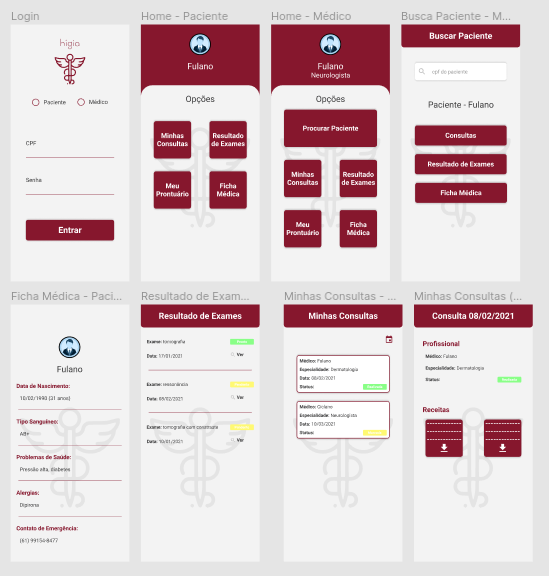 Login
higia
Paciente
Médico
CPF
Senha
Entrar
Home - Paciente
Fulano
Opções
Minhas
Consultas
Resultado
de Exames
Meu
Prontuário
Ficha
Médica
Home - Médico
Fulano
Neurologista
Opções
Procurar Paciente
Minhas
Consultas
Resultado
de Exames
Meu
Prontuário
Ficha
Médica
Busca Paciente - M...
Buscar Paciente
cpf do paciente
Paciente - Fulano
Consultas
Resultado de Exames
Ficha Médica
Ficha Médica - Paci...
Fulano
Data de Nascimento:
10/02/1990 (31 anos)
Tipo Sanguíneo:
AB+
Problemas de Saúde:
Pressão alta, diabetes
Alergias:
Dipirona
Contato de Emergência:
(61) 99154-8477
Resultado de Exam...
Resultado de Exames
Exame: tomografia
Data: 17/01/2021
Ver
Exame: ressonância
Data: 09/02/2021
Ver
Exame: tomografia com contraste
Data: 10/01/2021
Ver
Minhas Consultas - ...
Minhas Consultas
Médico: Fulano
Especialidade: Dermatologia
Data: 08/02/2021
Status:
Médico: Ciclano
Especialidade: Neurologista
Data: 10/03/2021
Status:
Minhas Consultas (...
Consulta 08/02/2021
Profissional
Médico: Fulano
Especialidade: Dermatologia
Status:
Receitas